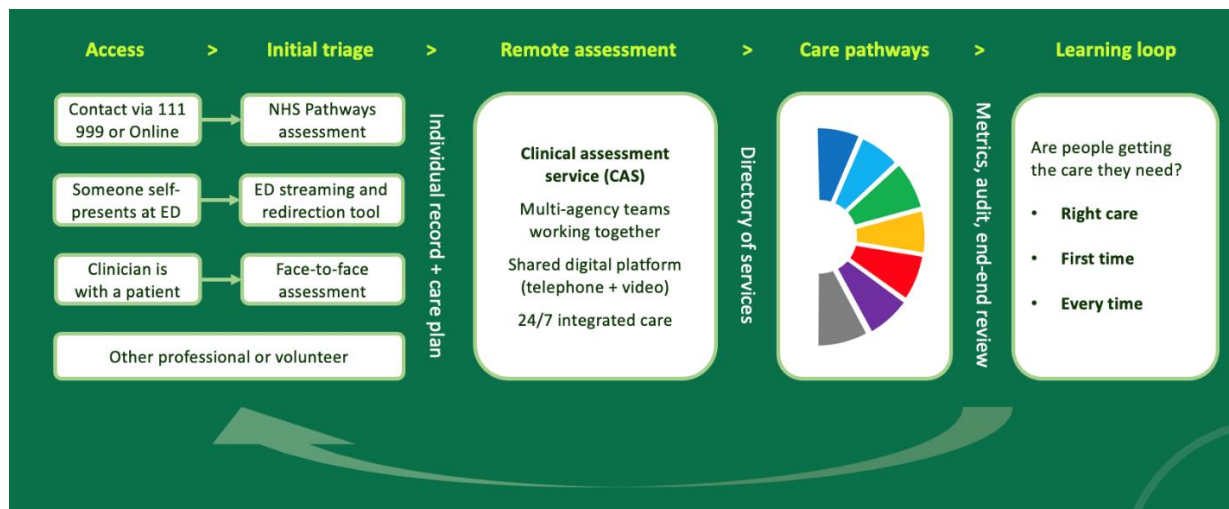 Access > Initial triage > Remote assessment > Care pathways > Learning loop
Contact via 111
999 or Online
NHS Pathways
assessment
Someone self-
presents at ED
ED streaming and
redirection tool
Clinician is
with a patient
Face-to-face
assessment
Other professional or volunteer
Individual record + care plan
Clinical assessment
service (CAS)
Multi-agency teams
working together
Shared digital platform
(telephone + video)
24/7 integrated care
Directory of services
Metrics, audit, end-end review
Are people getting
the care they need?
• Right care
• First time
• Every time